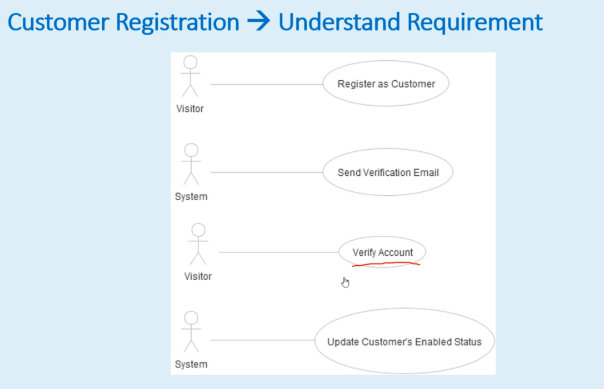 Customer Registration → Understand Requirement
Register as Customer
Visitor
Send Verification Email
System
Verify Account
Visitor
Update Customer's Enabled Status
System